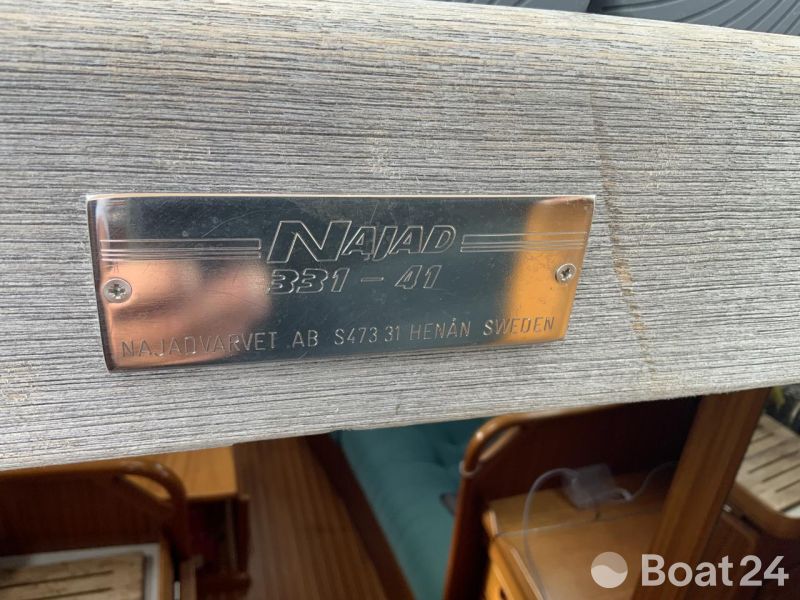 NAJAD
331 - 41
NAJADVARVET AB S473 31 HENÅN SWEDEN
Boat24